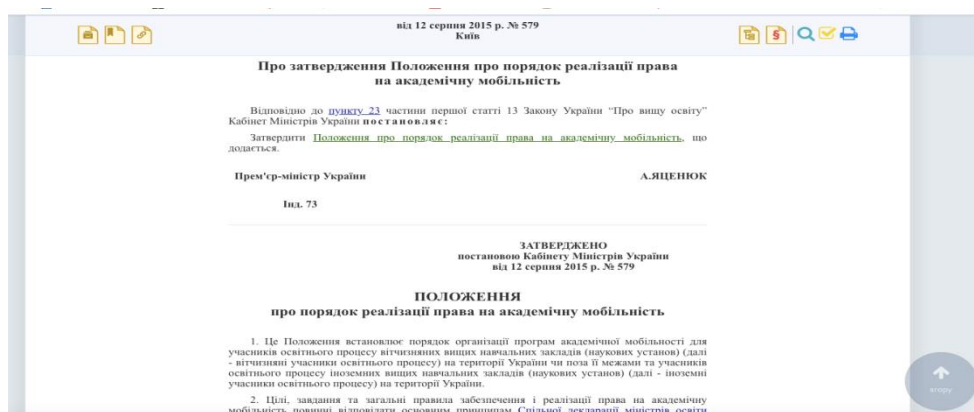 від 12 серпня 2015 р. № 579
Київ
Про затвердження Положення про порядок реалізації права
на академічну мобільність
Відповідно до пункту 23 частини першої статті 13 Закону України “Про вищу освіту”
Кабінет Міністрів України постановляє:
Затвердити Положення про порядок реалізації права на академічну мобільність, що
додається.
Прем'єр-міністр України А.ЯЦЕНЮК
Інд. 73
ЗАТВЕРДЖЕНО
постановою Кабінету Міністрів України
від 12 серпня 2015 р. № 579
ПОЛОЖЕННЯ
про порядок реалізації права на академічну мобільність
1. Це Положення встановлює порядок організації програм академічної мобільності для
учасників освітнього процесу вітчизняних вищих навчальних закладів (наукових установ) (далі
- вітчизняні учасники освітнього процесу) на території України чи поза її межами та учасників
освітнього процесу іноземних вищих навчальних закладів (наукових установ) (далі - іноземні
учасники освітнього процесу) на території України.
2. Цілі, завдання та загальні правила забезпечення і реалізації права на академічну
мобільність повинні відповідати основним принципам Спільної декларації міністрів освіти
вгору